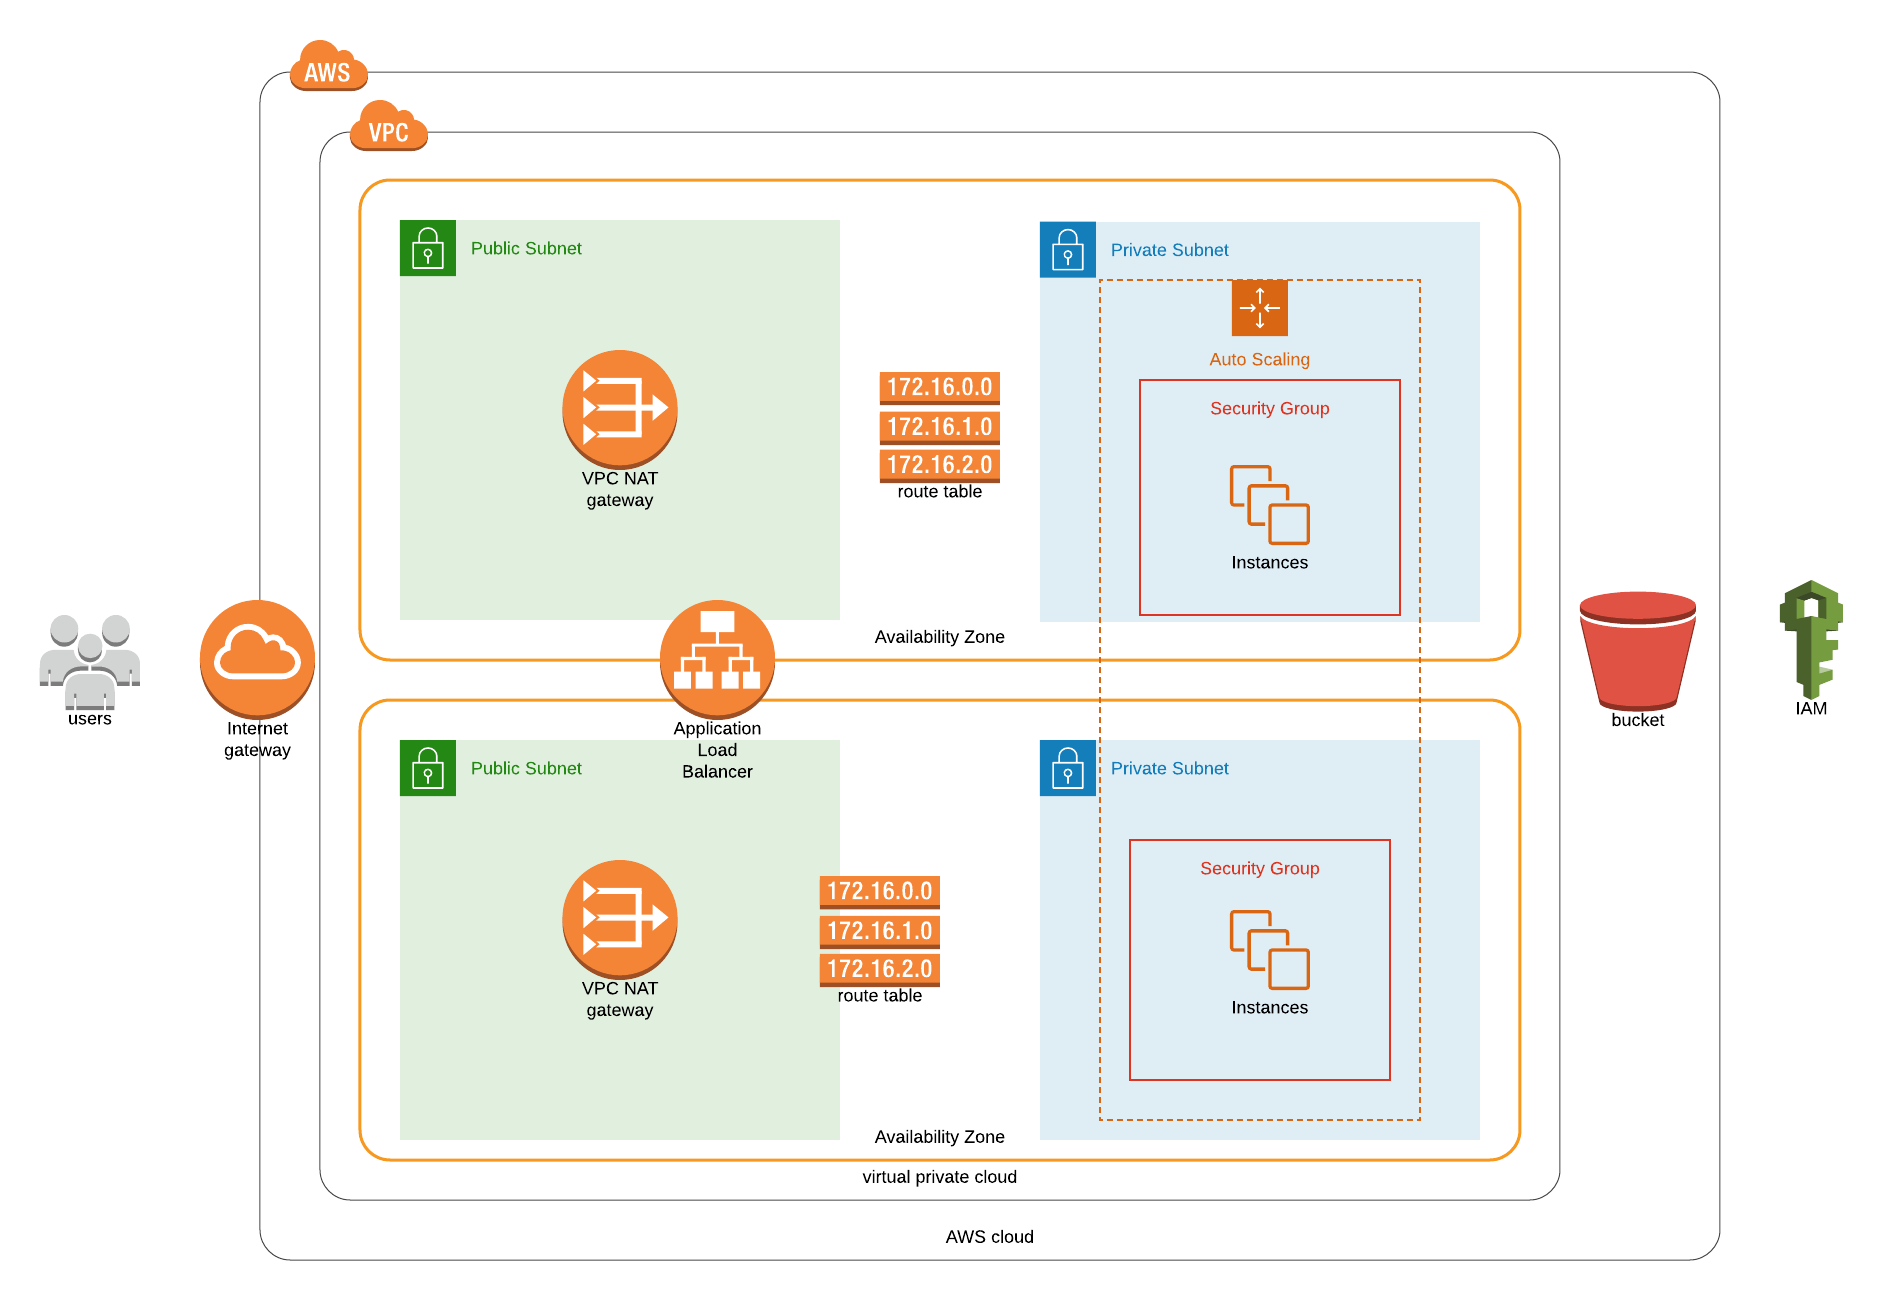 AWS
VPC
Public Subnet
Private Subnet
Auto Scaling
172.16.0.0
172.16.1.0
172.16.2.0
route table
Security Group
VPC NAT
gateway
Instances
Availability Zone
users
Internet
gateway
Application
Load
Balancer
bucket
IAM
Public Subnet
Private Subnet
Security Group
172.16.0.0
172.16.1.0
172.16.2.0
route table
VPC NAT
gateway
Instances
Availability Zone
virtual private cloud
AWS cloud